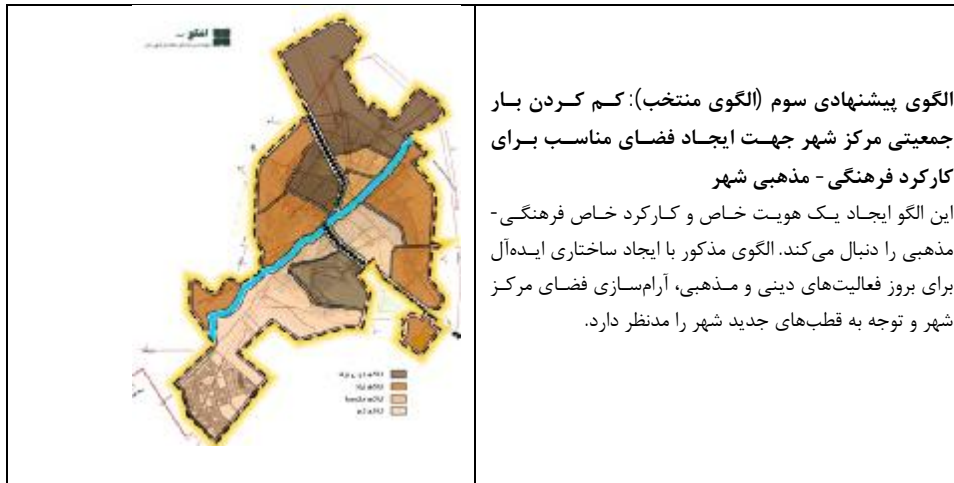 الگوی پیشنهادی سوم (الگوی منتخب): کم کردن بار
جمعیتی مرکز شهر جهت ایجاد فضای مناسب برای
کارکرد فرهنگی - مذهبی شهر
این الگو ایجاد یک هویت خاص و کارکرد خاص فرهنگی -
مذهبی را دنبال می‌کند. الگوی مذکور با ایجاد ساختاری ایده‌آل
برای بروز فعالیت‌های دینی و مذهبی، آرام‌سازی فضای مرکز
شهر و توجه به قطب‌های جدید شهر را مدنظر دارد.